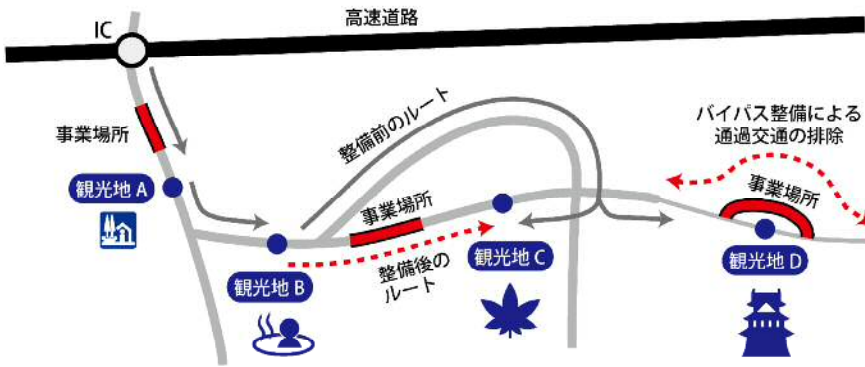 高速道路
IC
事業場所
観光地 A
整備前のルート
事業場所
観光地 B
整備後の
ルート
観光地 C
バイパス整備による
通過交通の排除
事業場所
観光地 D